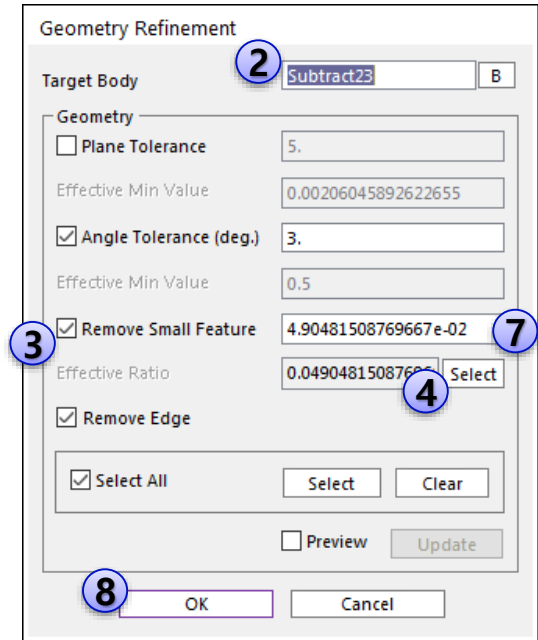 Geometry Refinement
2
Target Body Subtract23 B
Geometry
Plane Tolerance 5.
Effective Min Value 0.00206045892622655
Angle Tolerance (deg.) 3.
Effective Min Value 0.5
3 Remove Small Feature 4.90481508769667e-02 7
Effective Ratio 4 Select
Remove Edge
Select All Select Clear
Preview Update
8 OK Cancel